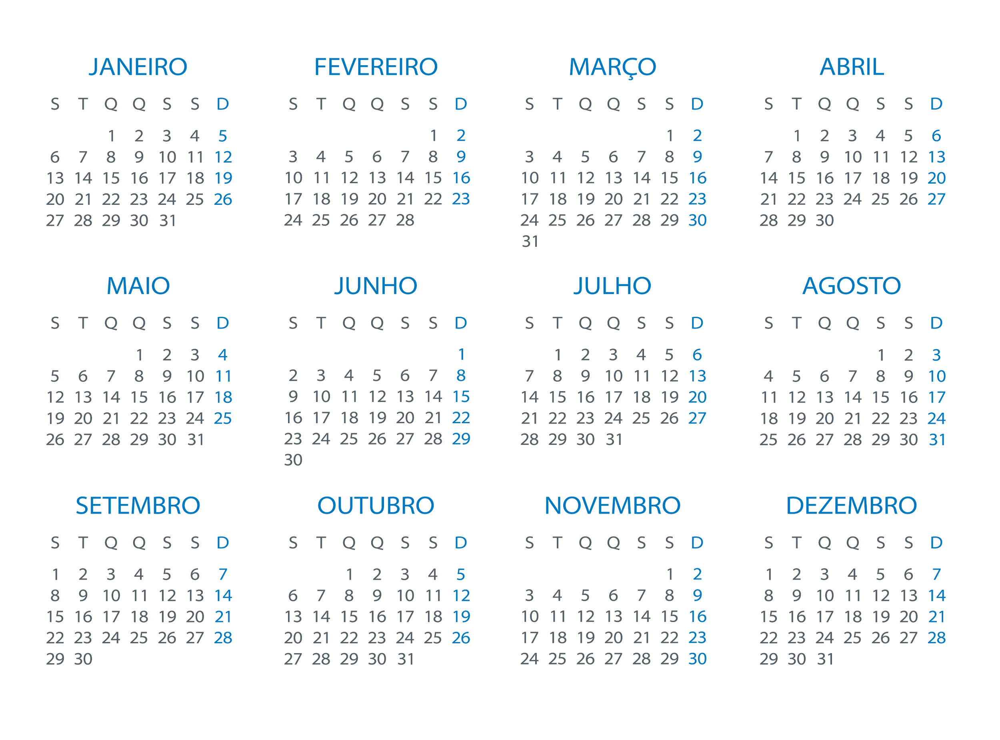 JANEIRO
S T Q Q S S D
1 2 3 4 5
6 7 8 9 10 11 12
13 14 15 16 17 18 19
20 21 22 23 24 25 26
27 28 29 30 31
FEVEREIRO
S T Q Q S S D
1 2
3 4 5 6 7 8 9
10 11 12 13 14 15 16
17 18 19 20 21 22 23
24 25 26 27 28
MARÇO
S T Q Q S S D
1 2
3 4 5 6 7 8 9
10 11 12 13 14 15 16
17 18 19 20 21 22 23
24 25 26 27 28 29 30
31
ABRIL
S T Q Q S S D
1 2 3 4 5 6
7 8 9 10 11 12 13
14 15 16 17 18 19 20
21 22 23 24 25 26 27
28 29 30
MAIO
S T Q Q S S D
1 2 3 4
5 6 7 8 9 10 11
12 13 14 15 16 17 18
19 20 21 22 23 24 25
26 27 28 29 30 31
JUNHO
S T Q Q S S D
1
2 3 4 5 6 7 8
9 10 11 12 13 14 15
16 17 18 19 20 21 22
23 24 25 26 27 28 29
30
JULHO
S T Q Q S S D
1 2 3 4 5 6
7 8 9 10 11 12 13
14 15 16 17 18 19 20
21 22 23 24 25 26 27
28 29 30 31
AGOSTO
S T Q Q S S D
1 2 3
4 5 6 7 8 9 10
11 12 13 14 15 16 17
18 19 20 21 22 23 24
25 26 27 28 29 30 31
SETEMBRO
S T Q Q S S D
1 2 3 4 5 6 7
8 9 10 11 12 13 14
15 16 17 18 19 20 21
22 23 24 25 26 27 28
29 30
OUTUBRO
S T Q Q S S D
1 2 3 4 5
6 7 8 9 10 11 12
13 14 15 16 17 18 19
20 21 22 23 24 25 26
27 28 29 30 31
NOVEMBRO
S T Q Q S S D
1 2
3 4 5 6 7 8 9
10 11 12 13 14 15 16
17 18 19 20 21 22 23
24 25 26 27 28 29 30
DEZEMBRO
S T Q Q S S D
1 2 3 4 5 6 7
8 9 10 11 12 13 14
15 16 17 18 19 20 21
22 23 24 25 26 27 28
29 30 31